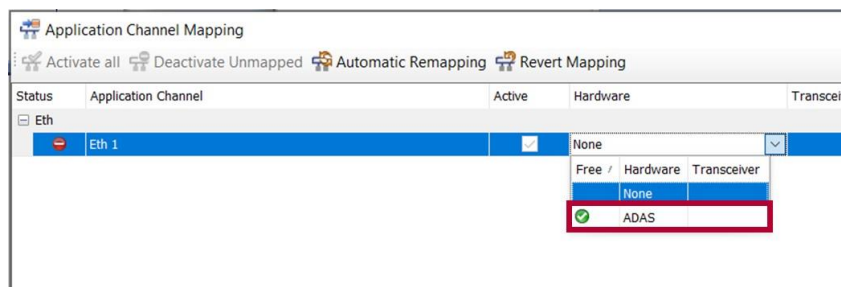 Application Channel Mapping
Activate all Deactivate Unmapped Automatic Remapping Revert Mapping
Status Application Channel Active Hardware Transcei
Eth
Eth 1 None
Free / Hardware Transceiver
None
ADAS